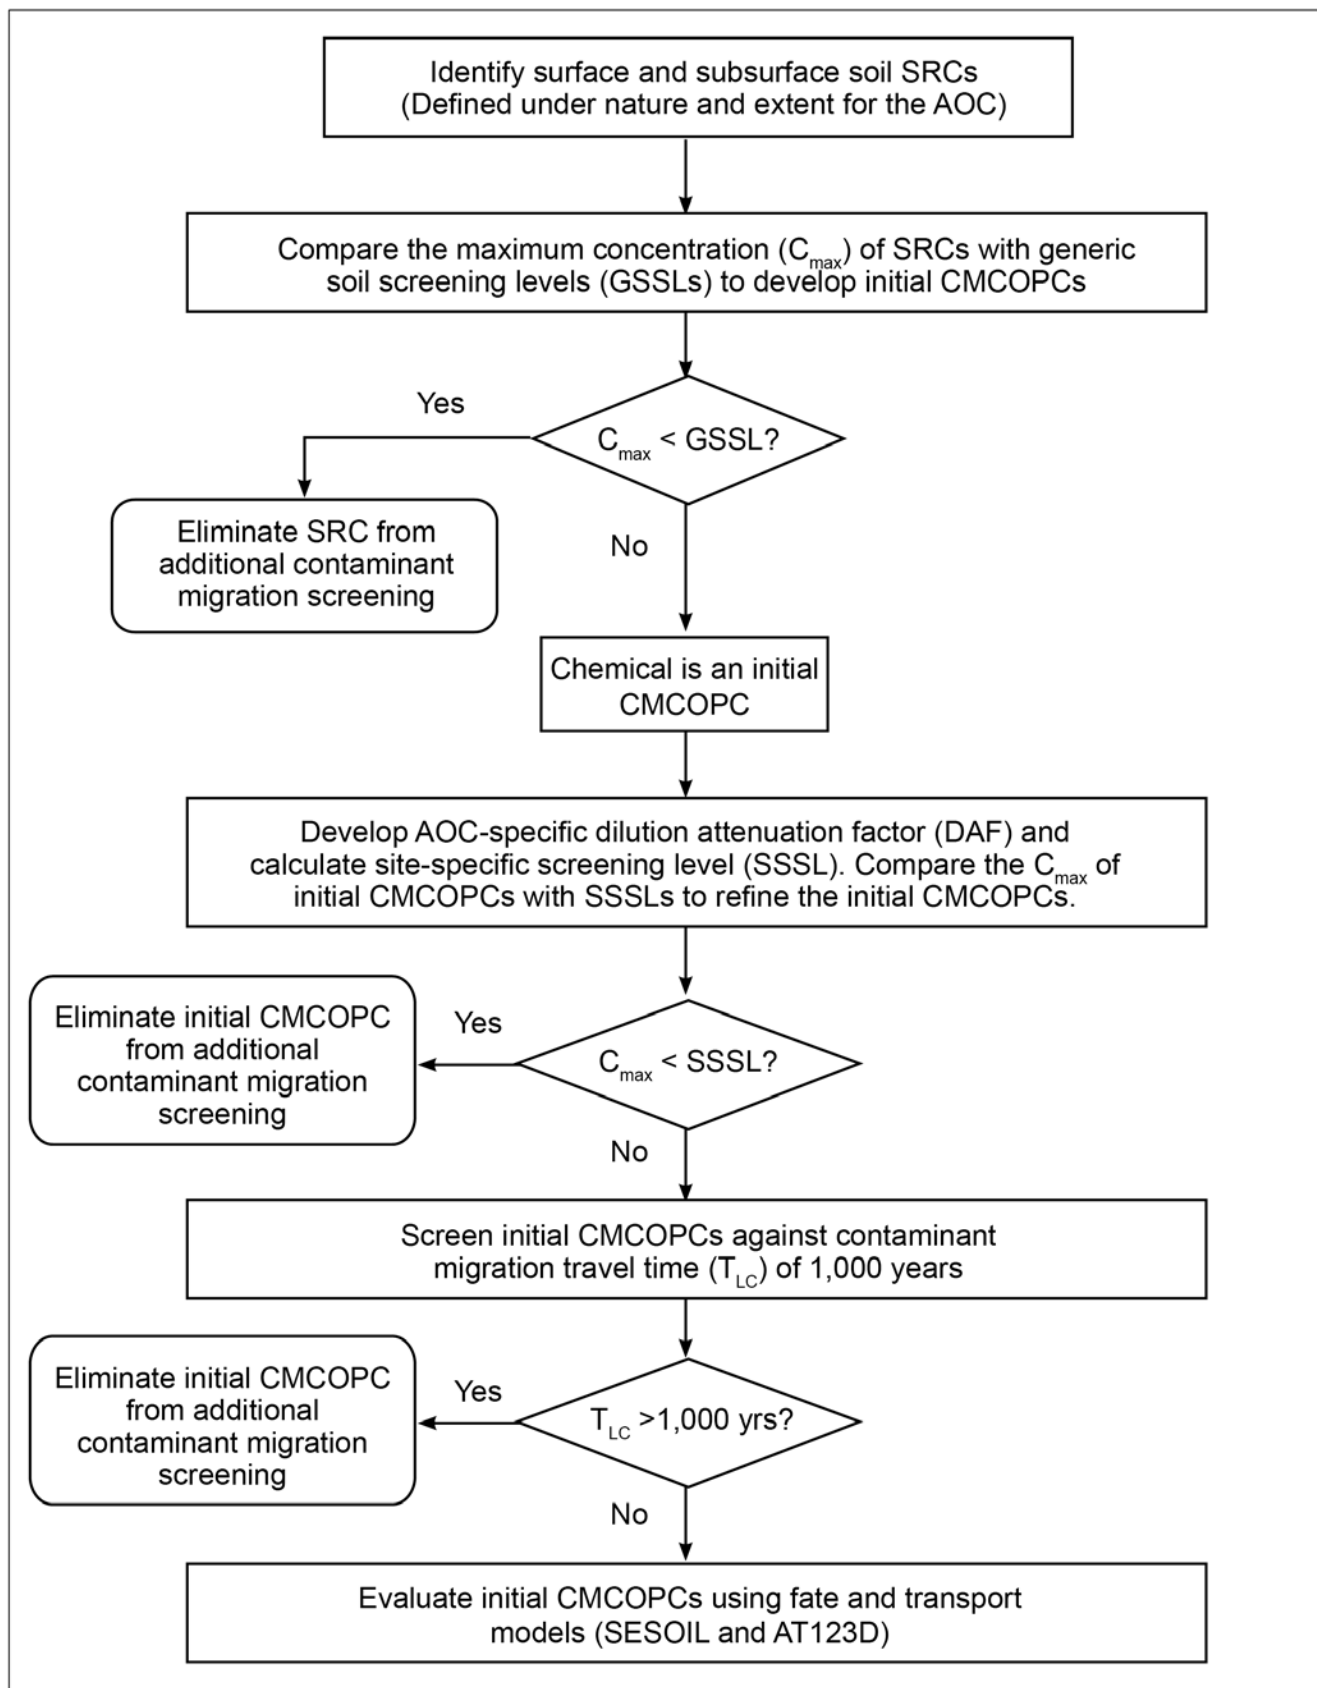 Identify surface and subsurface soil SRCs
(Defined under nature and extent for the AOC)
Compare the maximum concentration (Cmax) of SRCs with generic
soil screening levels (GSSLs) to develop initial CMCOPCs
Yes
Cmax < GSSL?
Eliminate SRC from
additional contaminant
migration screening
No
Chemical is an initial
CMCOPC
Develop AOC-specific dilution attenuation factor (DAF) and
calculate site-specific screening level (SSSL). Compare the Cmax of
initial CMCOPCs with SSSLs to refine the initial CMCOPCs.
Eliminate initial CMCOPC
from additional
contaminant migration
screening
Yes
Cmax < SSSL?
No
Screen initial CMCOPCs against contaminant
migration travel time (TLC) of 1,000 years
Eliminate initial CMCOPC
from additional
contaminant migration
screening
Yes
TLC >1,000 yrs?
No
Evaluate initial CMCOPCs using fate and transport
models (SESOIL and AT123D)